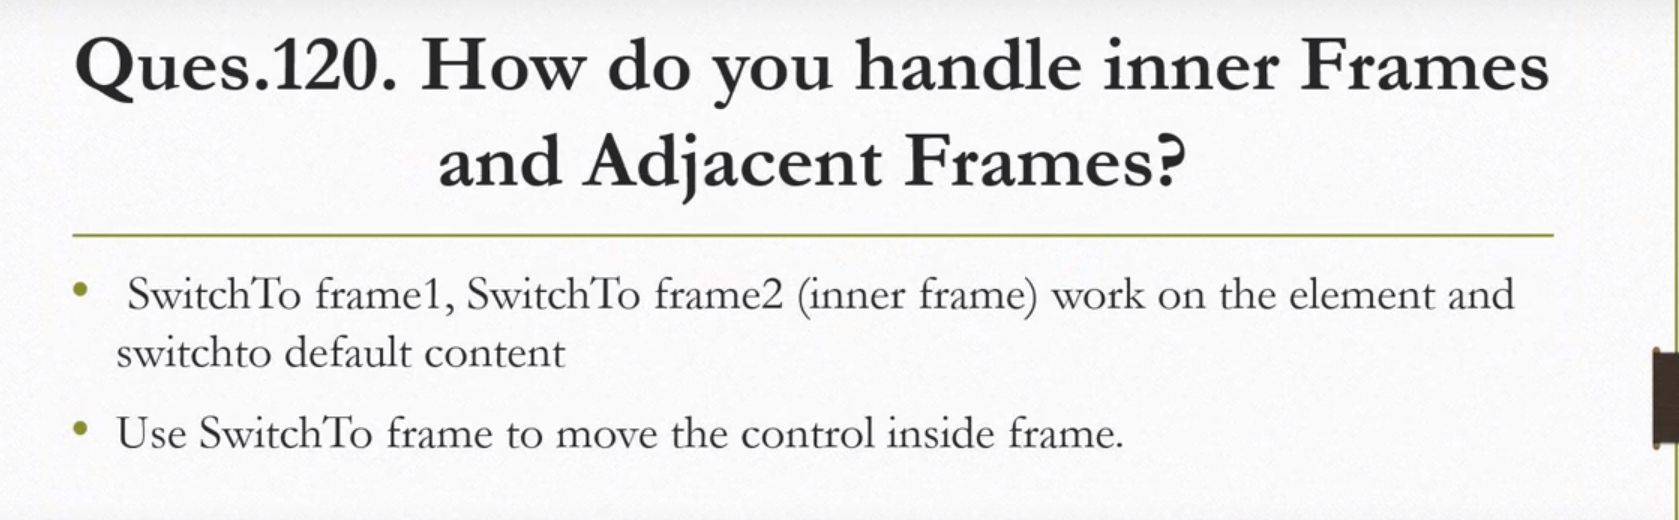 Ques.120. How do you handle inner Frames
and Adjacent Frames?
• SwitchTo frame1, SwitchTo frame2 (inner frame) work on the element and
switchto default content
• Use SwitchTo frame to move the control inside frame.